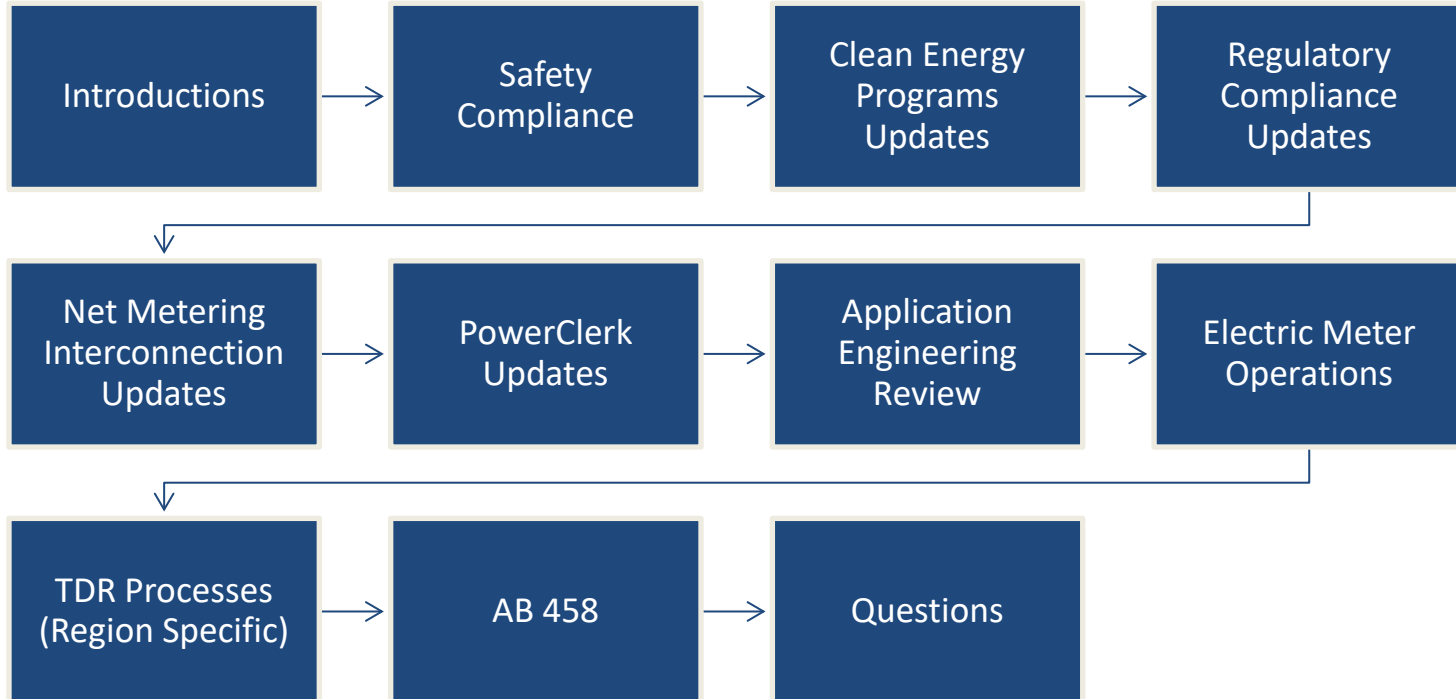 Introductions
Safety
Compliance
Clean Energy
Programs
Updates
Regulatory
Compliance
Updates
Net Metering
Interconnection
Updates
PowerClerk
Updates
Application
Engineering
Review
Electric Meter
Operations
TDR Processes
(Region Specific)
AB 458
Questions